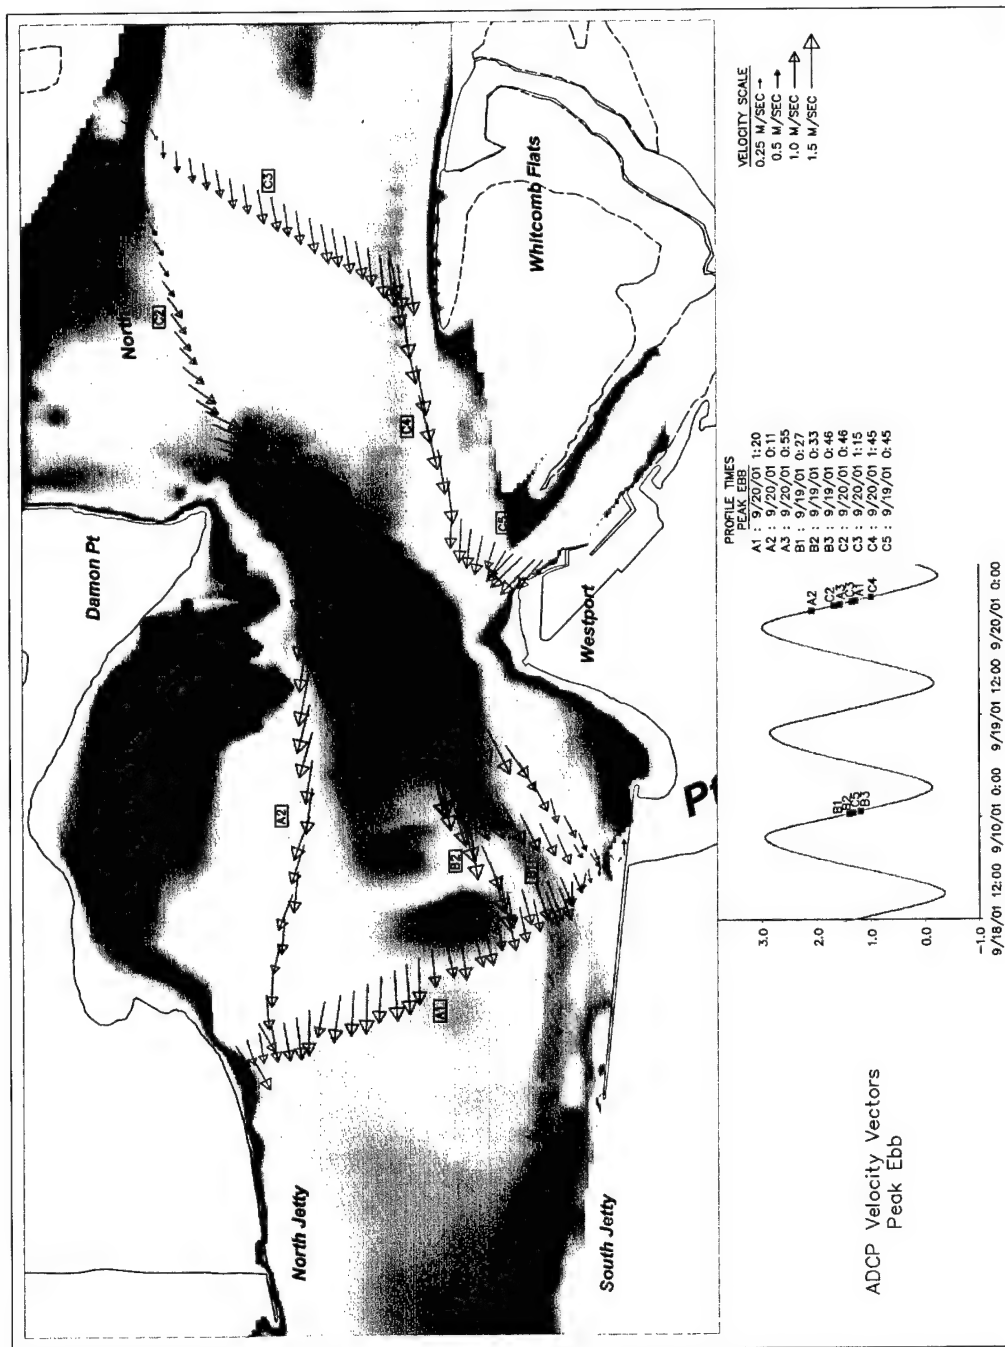 North Jetty
South Jetty
Damon Pt
North
Westport
Whitcomb Flats
Pt
A1
A2
B2
C2
C3
C4
C5
ADCP Velocity Vectors
Peak Ebb
3.0
2.0
1.0
0.0
-1.0
9/18/01 12:00
9/10/01 0:00
9/19/01 12:00
9/20/01 0:00
B1
B2
C5
B3
A2
C2
A3
C3
A1
C4
PROFILE TIMES
PEAK EBB
A1 : 9/20/01 1:20
A2 : 9/20/01 0:11
A3 : 9/20/01 0:55
B1 : 9/19/01 0:27
B2 : 9/19/01 0:33
B3 : 9/19/01 0:46
C2 : 9/20/01 0:46
C3 : 9/20/01 1:15
C4 : 9/20/01 1:45
C5 : 9/19/01 0:45
VELOCITY SCALE
0.25 M/SEC
0.5 M/SEC
1.0 M/SEC
1.5 M/SEC